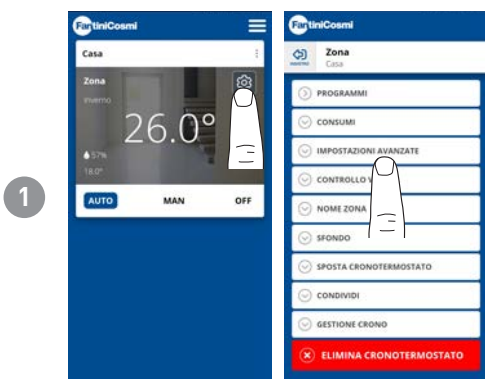 1
FantiniCosmi
Casa
Zona
Inverno
26.0°
57%
18.0°
AUTO MAN OFF
FantiniCosmi
Zona
Casa
PROGRAMMI
CONSUMI
IMPOSTAZIONI AVANZATE
CONTROLLO V
NOME ZONA
SFONDO
SPOSTA CRONOTERMOSTATO
CONDIVIDI
GESTIONE CRONO
ELIMINA CRONOTERMOSTATO